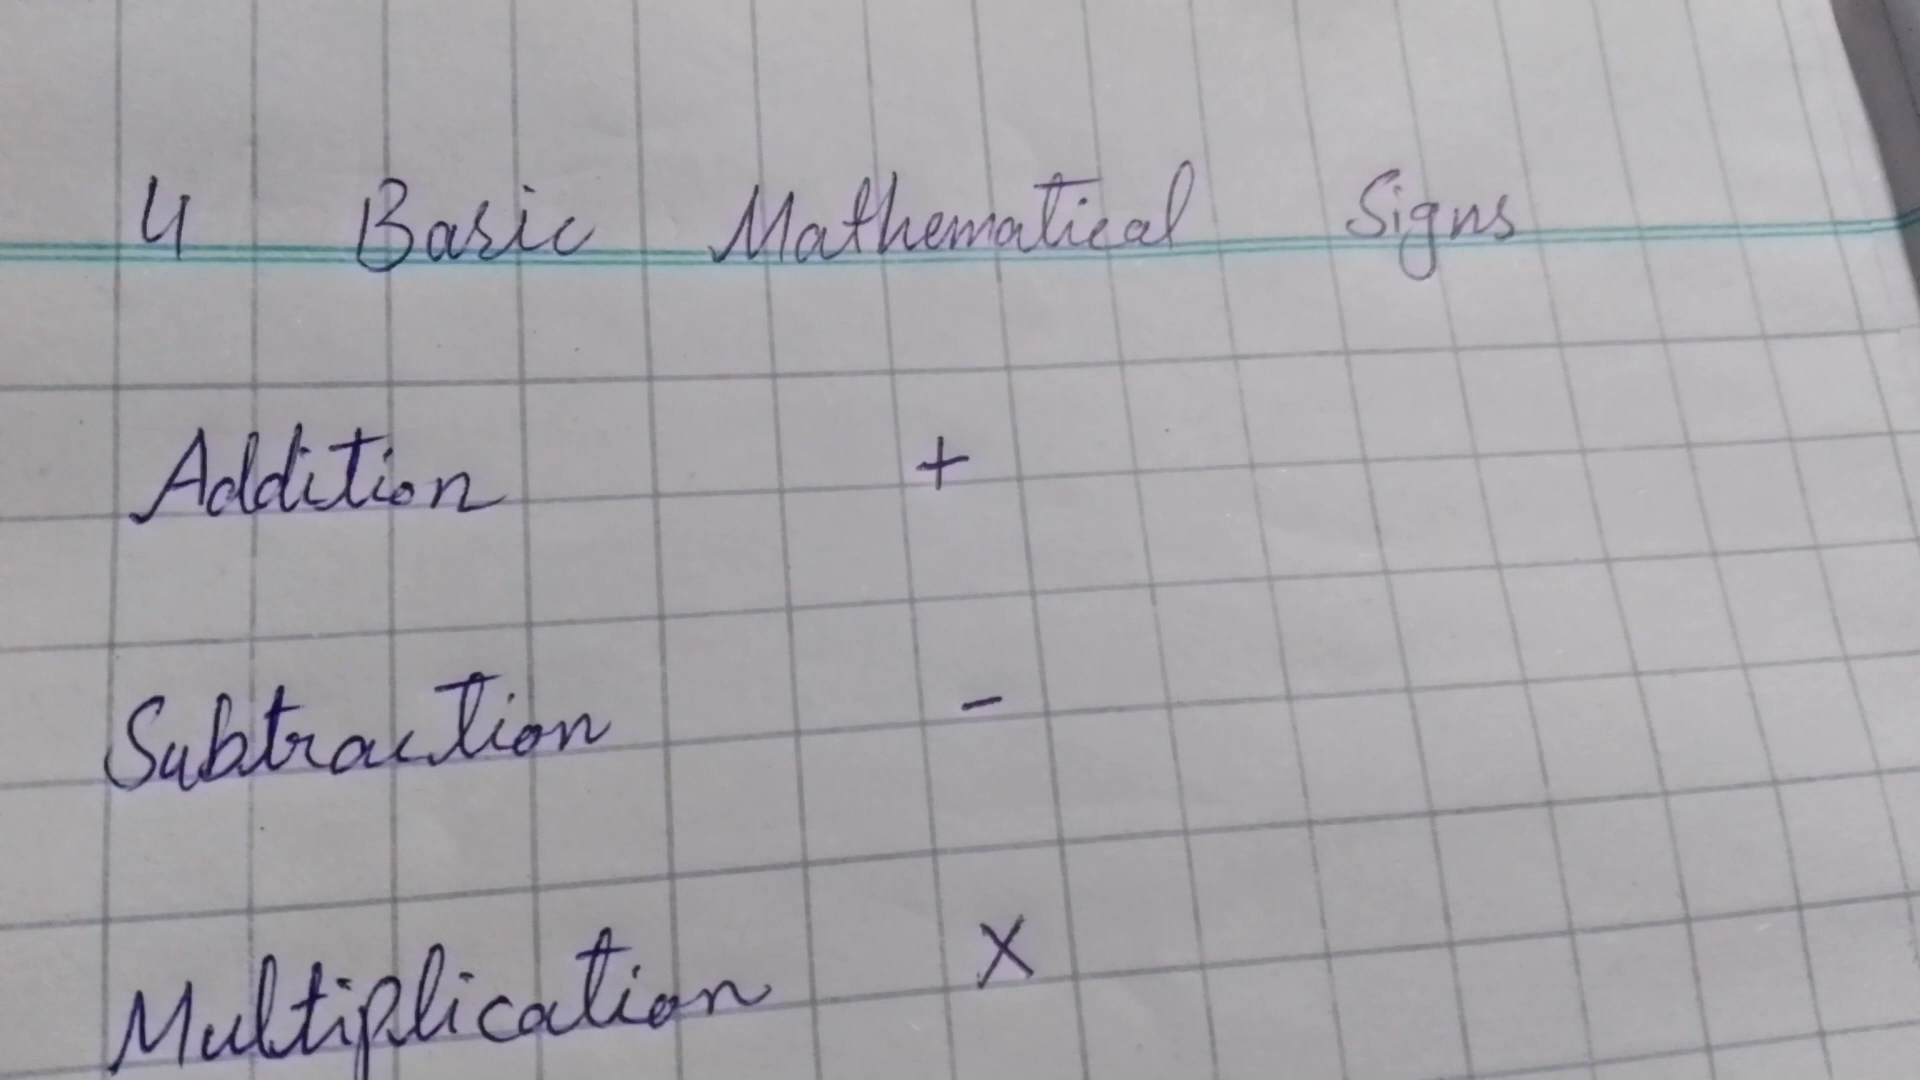 4 Basic Mathematical Signs
Addition +
Subtraction -
Multiplication ×